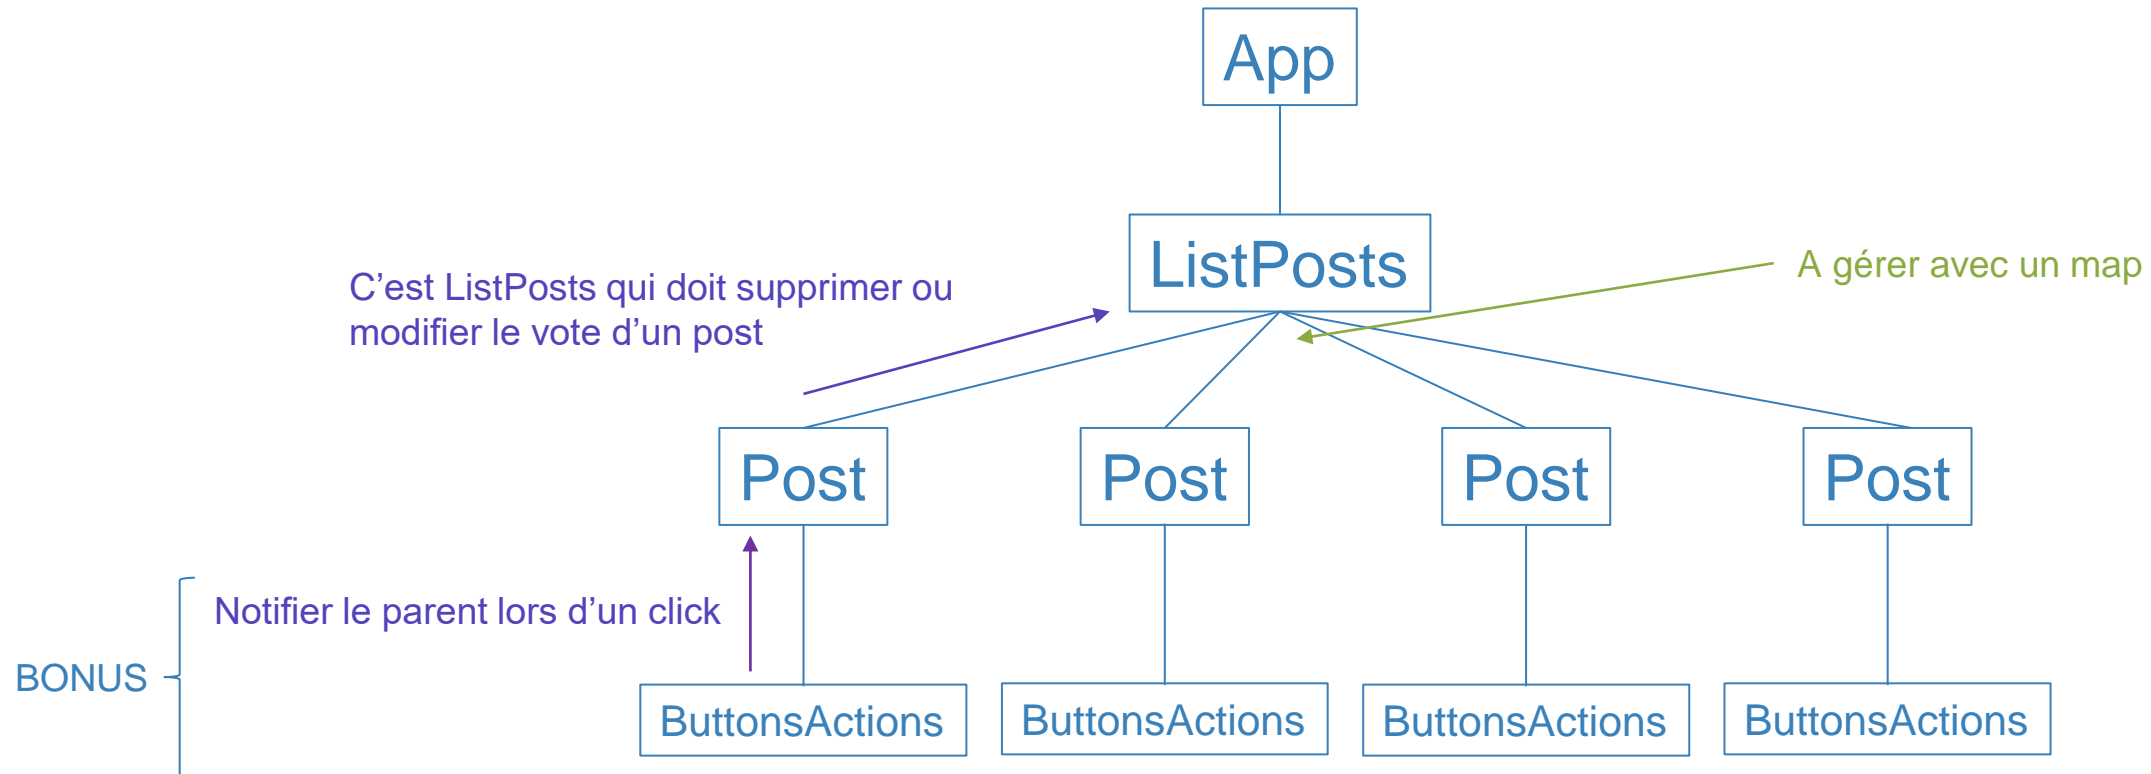 App
ListPosts
A gérer avec un map
C’est ListPosts qui doit supprimer ou
modifier le vote d’un post
Post
Post
Post
Post
Notifier le parent lors d’un click
BONUS
ButtonsActions
ButtonsActions
ButtonsActions
ButtonsActions